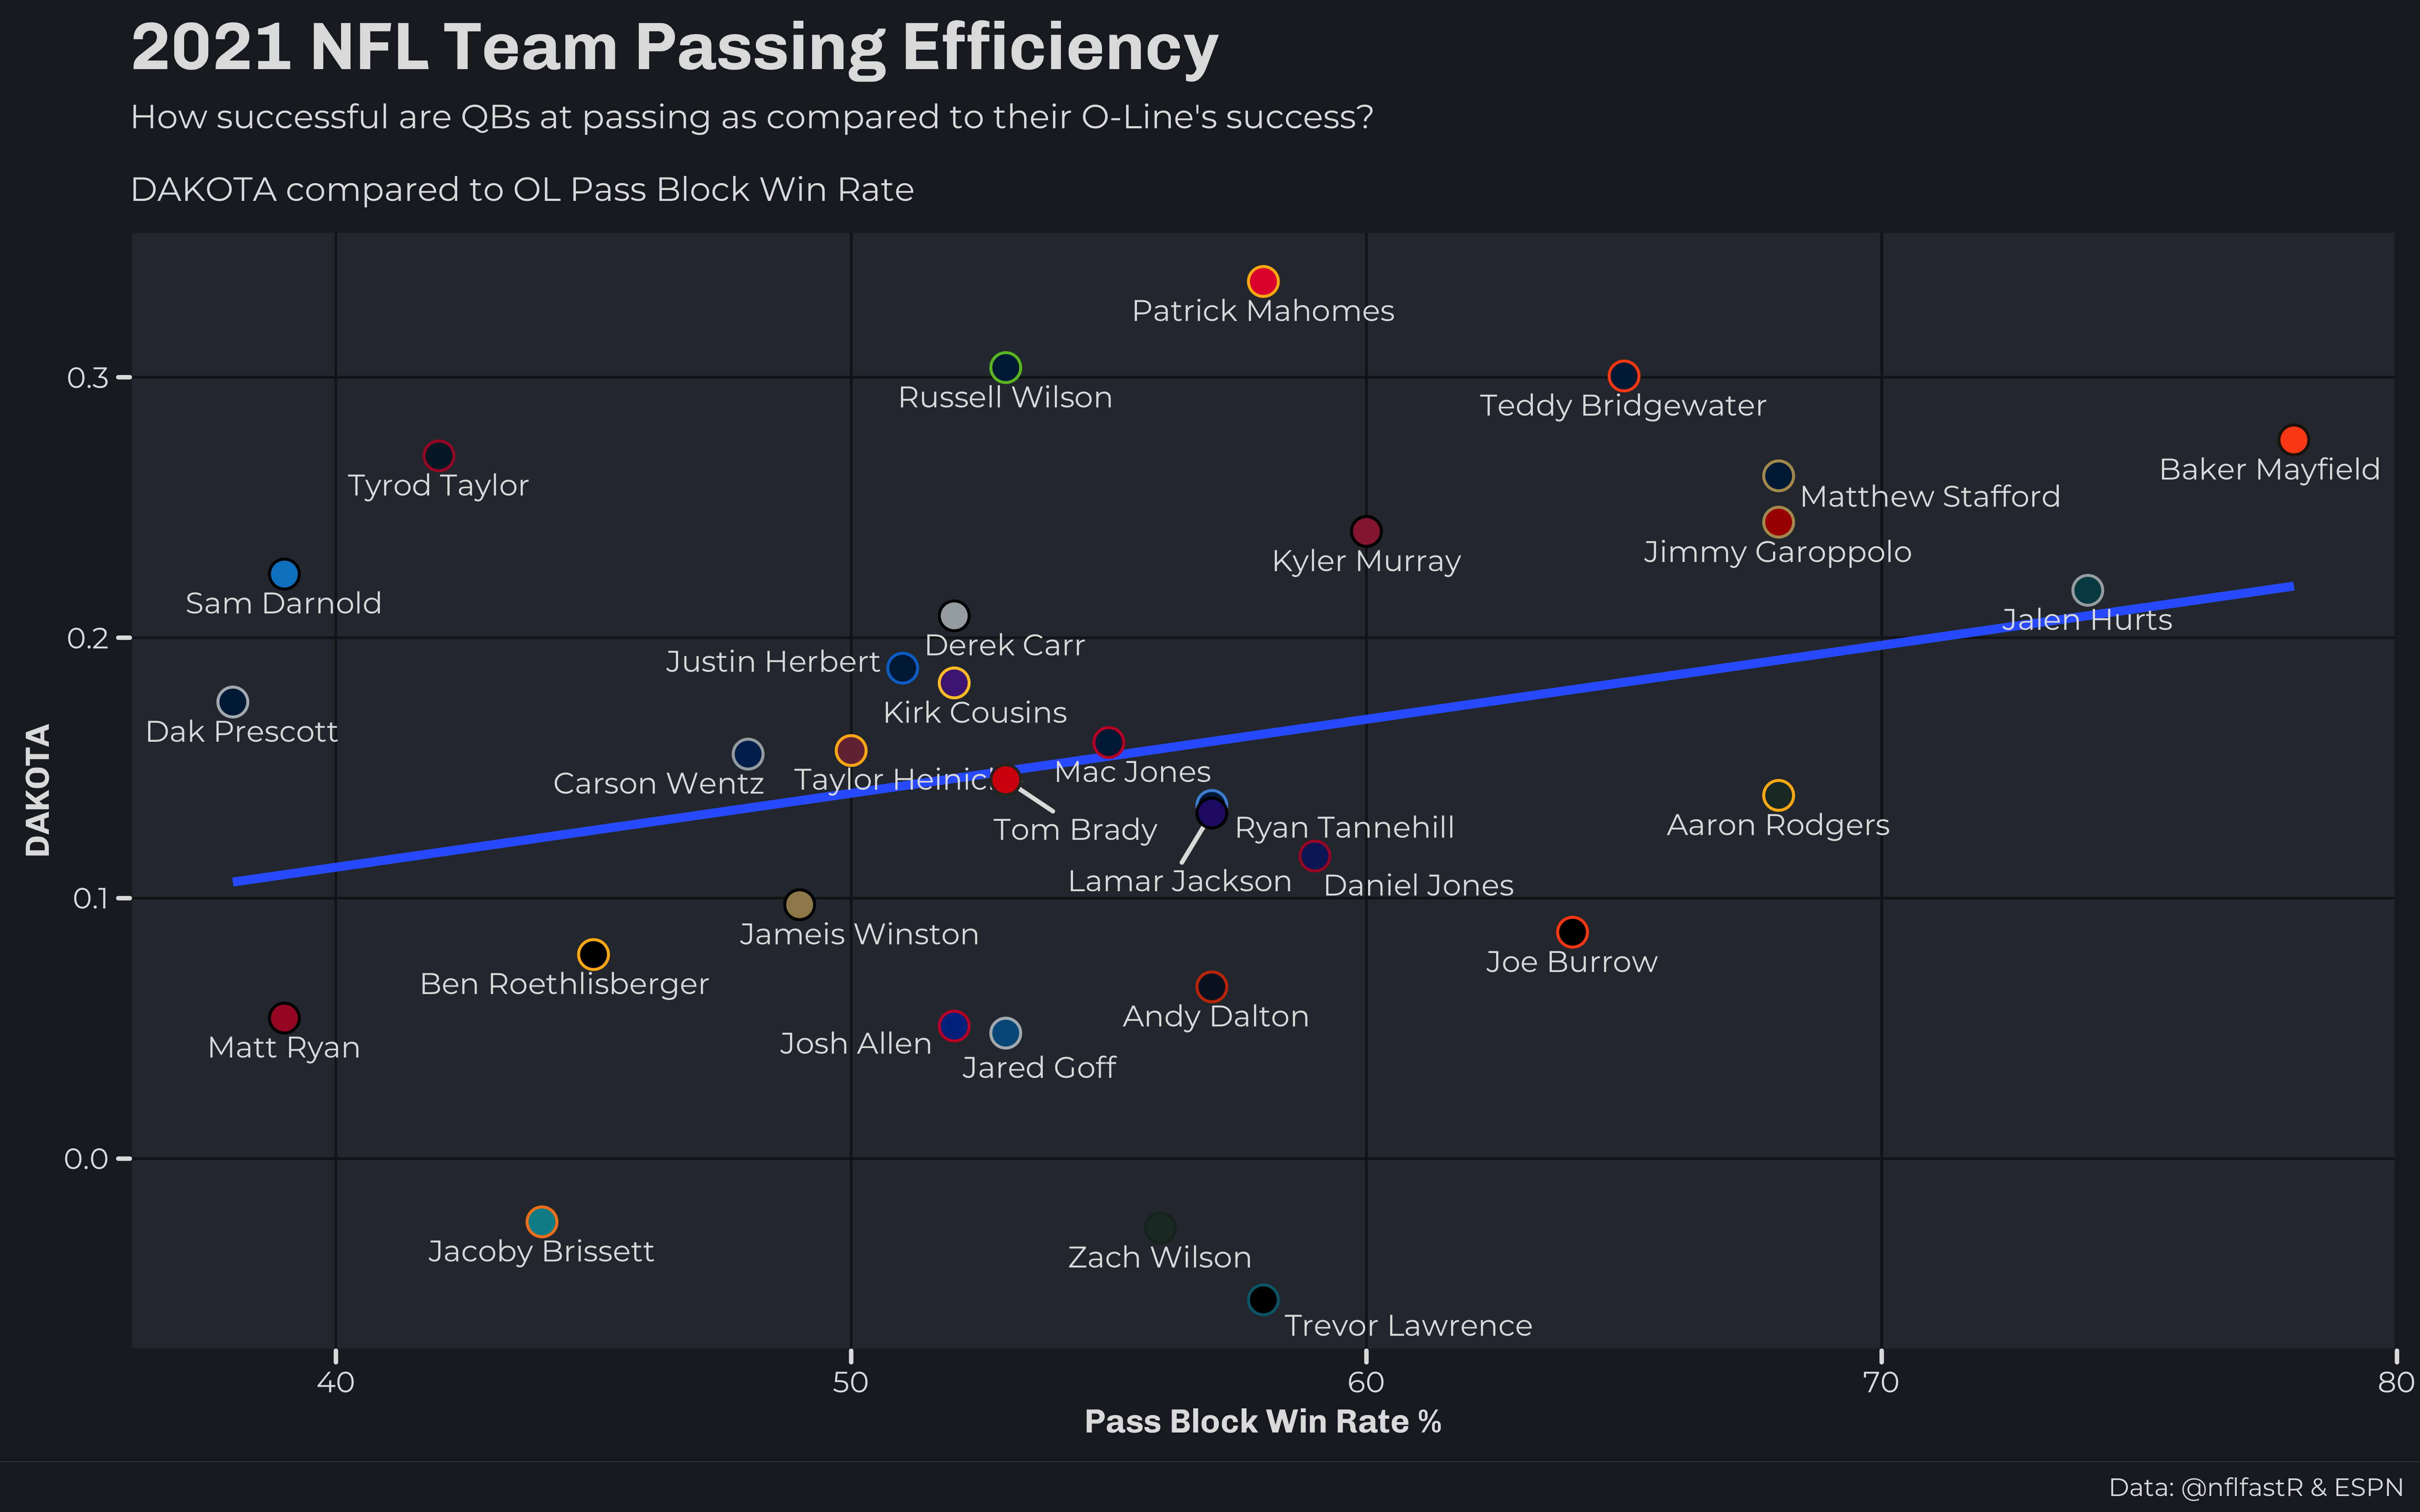 2021 NFL Team Passing Efficiency
How successful are QBs at passing as compared to their O-Line's success?
DAKOTA compared to OL Pass Block Win Rate
Patrick Mahomes
Russell Wilson
Teddy Bridgewater
Baker Mayfield
Tyrod Taylor
Matthew Stafford
Jimmy Garoppolo
Kyler Murray
Sam Darnold
Jalen Hurts
Derek Carr
Justin Herbert
Kirk Cousins
Dak Prescott
Carson Wentz
Taylor
Mac Jones
Tom Brady
Ryan Tannehill
Aaron Rodgers
Lamar Jackson
Daniel Jones
Jameis Winston
Joe Burrow
Ben Roethlisberger
Andy Dalton
Matt Ryan
Josh Allen
Jared Goff
Jacoby Brissett
Zach Wilson
Trevor Lawrence
0.3
0.2
0.1
0.0
DAKOTA
40
50
60
70
80
Pass Block Win Rate %
Data: @nflfastR & ESPN